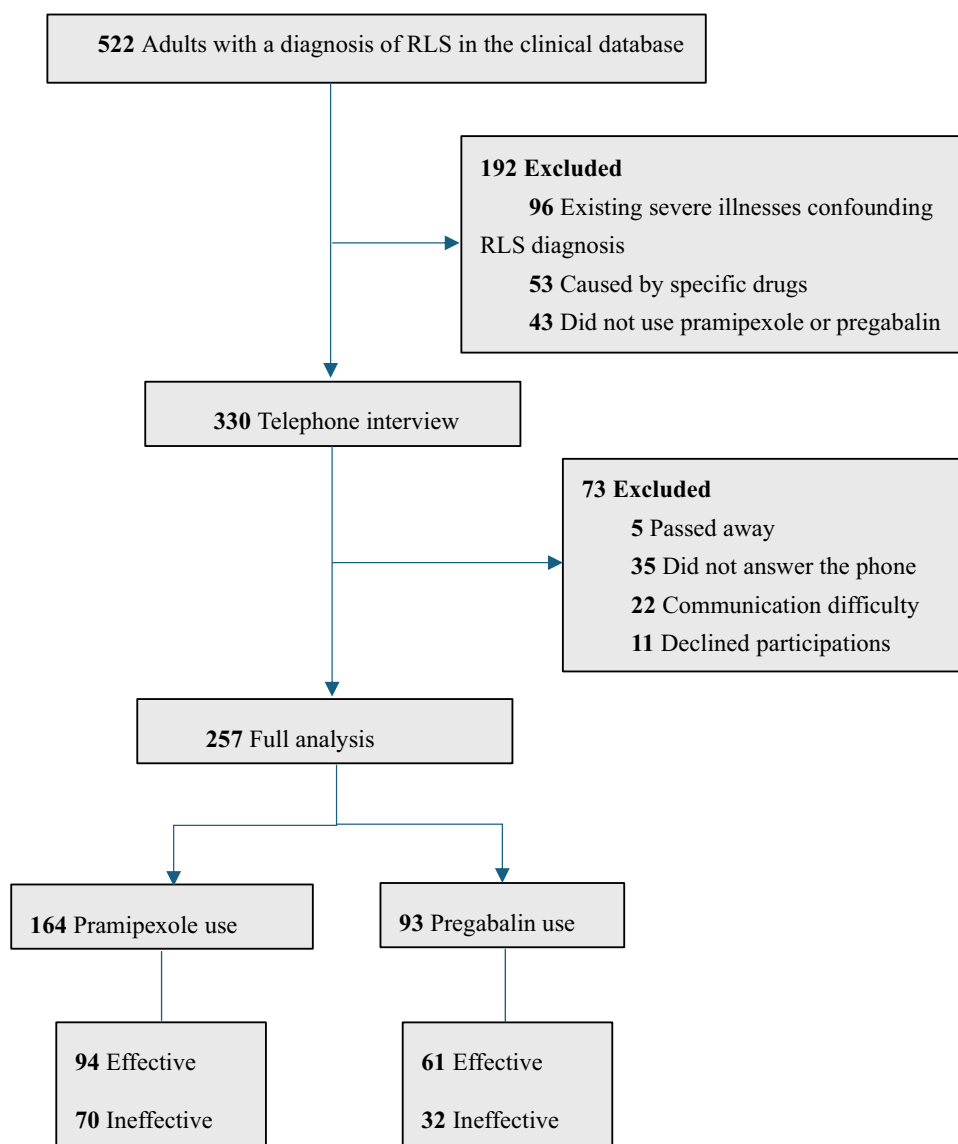 522 Adults with a diagnosis of RLS in the clinical database
192 Excluded
96 Existing severe illnesses confounding
RLS diagnosis
53 Caused by specific drugs
43 Did not use pramipexole or pregabalin
330 Telephone interview
73 Excluded
5 Passed away
35 Did not answer the phone
22 Communication difficulty
11 Declined participations
257 Full analysis
164 Pramipexole use
93 Pregabalin use
94 Effective
70 Ineffective
61 Effective
32 Ineffective